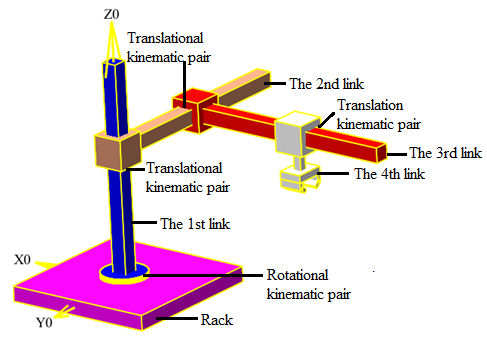 Z0
Translational
kinematic pair
The 2nd link
Translation
kinematic pair
The 3rd link
The 4th link
Translational
kinematic pair
The 1st link
X0
Rotational
kinematic pair
Y0
Rack